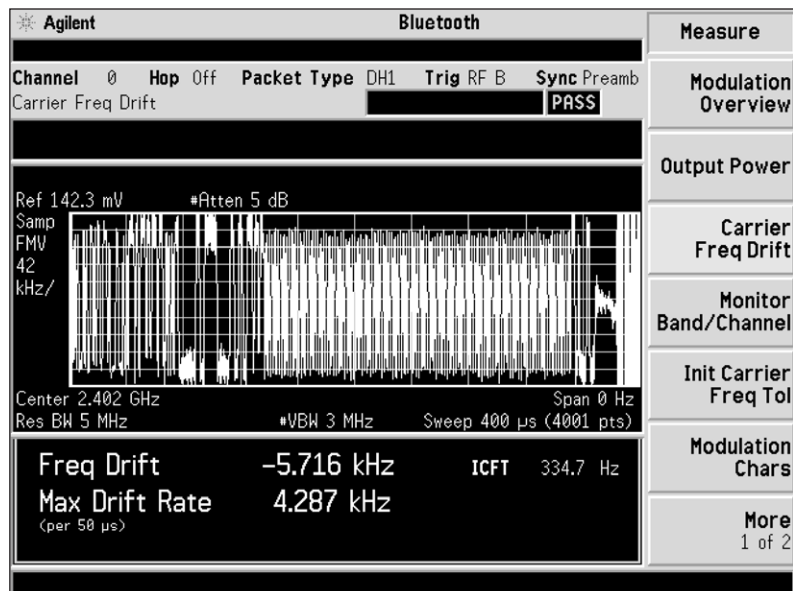 Agilent Bluetooth
Channel 0 Hop Off Packet Type DH1 Trig RF B Sync Preamb
Carrier Freq Drift PASS
Ref 142.3 mV #Atten 5 dB
Samp
FMV
42
kHz/
Center 2.402 GHz Span 0 Hz
Res BW 5 MHz #VBW 3 MHz Sweep 400 µs (4001 pts)
Freq Drift -5.716 kHz ICFT 334.7 Hz
Max Drift Rate 4.287 kHz
(per 50 µs)
Measure
Modulation
Overview
Output Power
Carrier
Freq Drift
Monitor
Band/Channel
Init Carrier
Freq Tol
Modulation
Chars
More
1 of 2